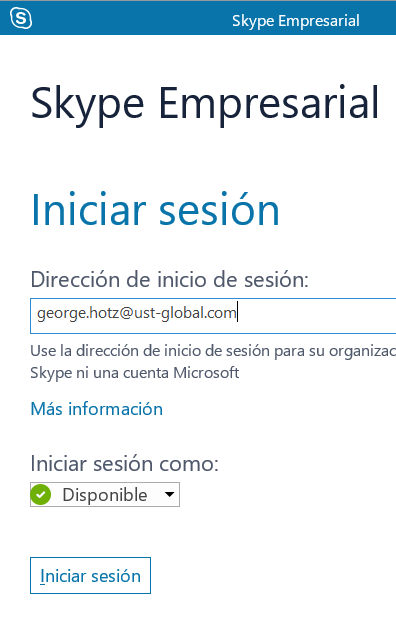 Skype Empresarial
Skype Empresarial
Iniciar sesión
Dirección de inicio de sesión:
george.hotz@ust-global.com
Use la dirección de inicio de sesión para su organizac
Skype ni una cuenta Microsoft
Más información
Iniciar sesión como:
Disponible
Iniciar sesión